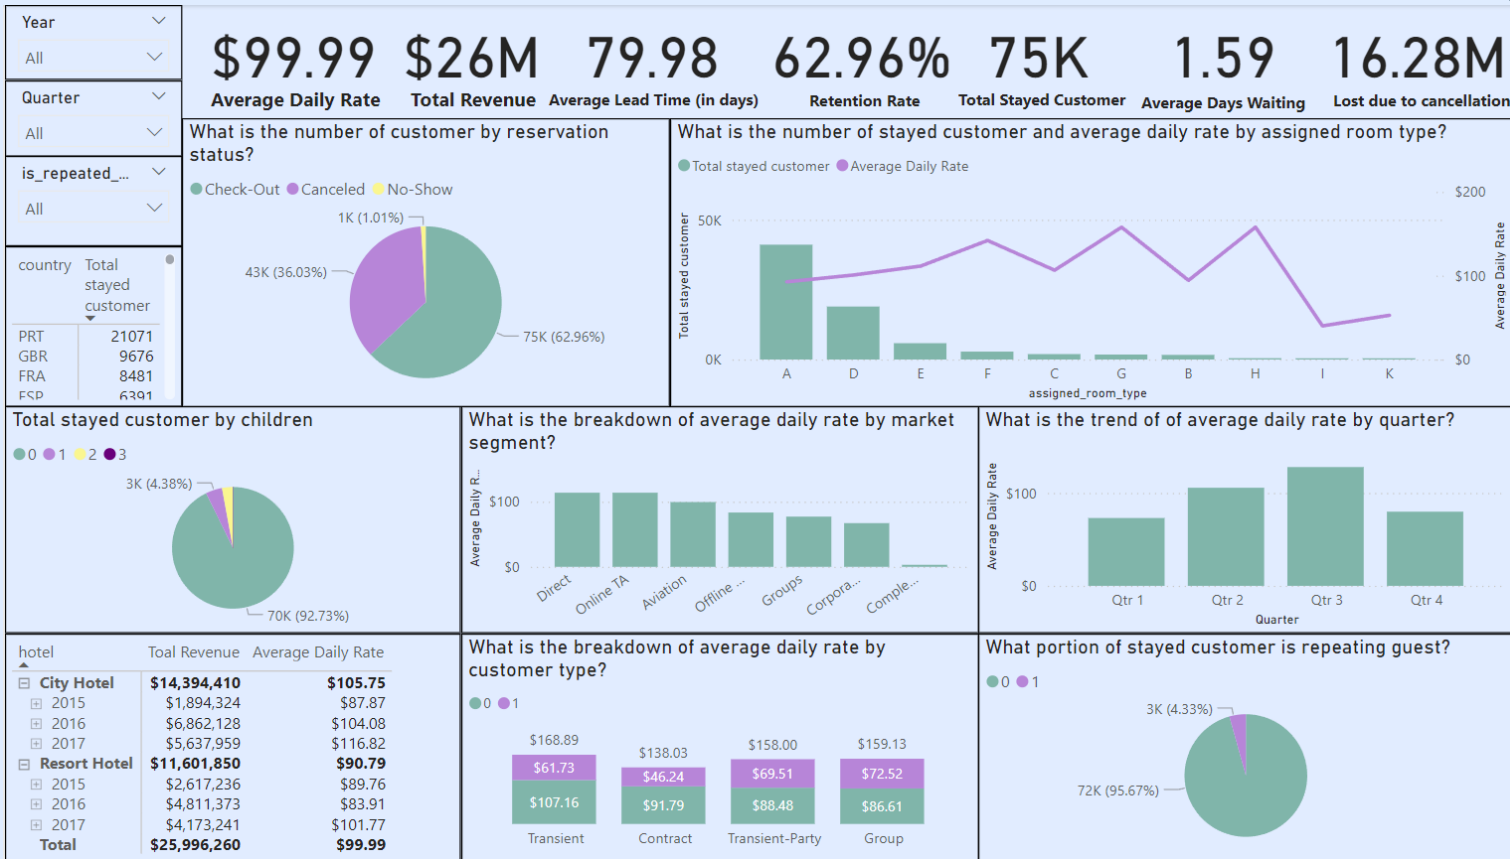 Year
All
Quarter
All
is_repeated_...
All
$99.99
Average Daily Rate
$26M
Total Revenue
79.98
Average Lead Time (in days)
62.96%
Retention Rate
75K
Total Stayed Customer
1.59
Average Days Waiting
16.28M
Lost due to cancellation
country Total stayed customer
PRT 21071
GBR 9676
FRA 8481
ESP 6391
What is the number of customer by reservation
status?
Check-Out Canceled No-Show
1K (1.01%)
43K (36.03%)
75K (62.96%)
What is the number of stayed customer and average daily rate by assigned room type?
Total stayed customer Average Daily Rate
Total stayed customer
50K
0K
A D E F C G B H I K
assigned_room_type
$200
$100
$0
Average Daily Rate
Total stayed customer by children
0 1 2 3
3K (4.38%)
70K (92.73%)
What is the breakdown of average daily rate by market
segment?
Average Daily R...
$100
$0
Direct Online TA Aviation Offline ... Groups Corpora... Comple...
What is the trend of of average daily rate by quarter?
Average Daily Rate
$100
$0
Qtr 1 Qtr 2 Qtr 3 Qtr 4
Quarter
hotel Toal Revenue Average Daily Rate
City Hotel $14,394,410 $105.75
2015 $1,894,324 $87.87
2016 $6,862,128 $104.08
2017 $5,637,959 $116.82
Resort Hotel $11,601,850 $90.79
2015 $2,617,236 $89.76
2016 $4,811,373 $83.91
2017 $4,173,241 $101.77
Total $25,996,260 $99.99
What is the breakdown of average daily rate by
customer type?
0 1
$168.89 $138.03 $158.00 $159.13
$61.73 $46.24 $69.51 $72.52
$107.16 $91.79 $88.48 $86.61
Transient Contract Transient-Party Group
What portion of stayed customer is repeating guest?
0 1
3K (4.33%)
72K (95.67%)